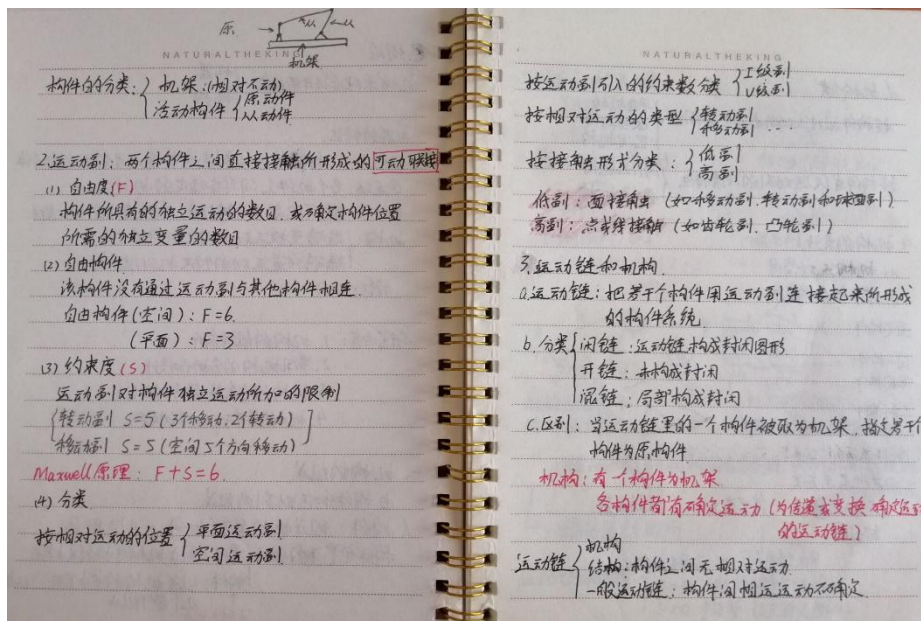 原
机架
NATURALTHEKING
构件的分类: 机架:(相对不动)
活动构件 原动件
从动件
2.运动副: 两个构件之间直接接触所形成的可动联接
(1) 自由度(F)
构件所具有的独立运动的数目, 或确定构件位置
所需的独立变量的数目
(2) 自由构件
该构件没有通过运动副与其他构件相连.
自由构件(空间): F=6.
(平面): F=3
(3) 约束度(S)
运动副对构件独立运动所加的限制
转动副 S=5 (3个移动, 2个转动)
移动副 S=5 (空间5个方向移动)
Maxwell原理: F+S=6.
(4) 分类
按相对运动的位置 平面运动副
空间运动副
NATURALTHEKING
按运动副引入的约束数分类 I级副
V级副
按相对运动的类型 转动副
移动副 ...
按接触形式分类: 低副
高副
低副: 面接触 (如移动副、转动副和球面副)
高副: 点或线接触 (如齿轮副、凸轮副)
3.运动链和机构.
a.运动链: 把若干个构件用运动副连接起来所形成
的构件系统.
b.分类 闭链: 运动链构成封闭图形
开链: 未构成封闭
混链: 局部构成封闭
c.区别: 当运动链里的一个构件被取为机架, 指定若干
构件为原构件
机构: 有一个构件为机架
各构件都有确定运动 (为传递或变换确定运动
的运动链)
运动链 机构
结构: 构件之间无相对运动
一般运动链: 构件间相运运动不确定